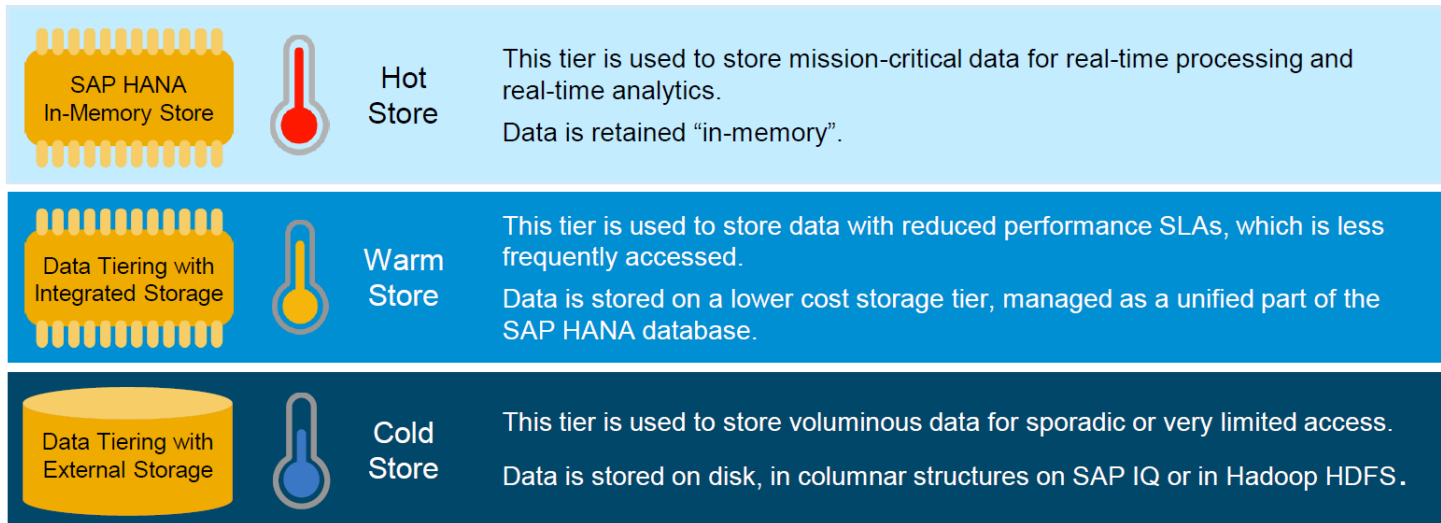 SAP HANA
In-Memory Store
Hot
Store
This tier is used to store mission-critical data for real-time processing and
real-time analytics.
Data is retained “in-memory”.
Data Tiering with
Integrated Storage
Warm
Store
This tier is used to store data with reduced performance SLAs, which is less
frequently accessed.
Data is stored on a lower cost storage tier, managed as a unified part of the
SAP HANA database.
Data Tiering with
External Storage
Cold
Store
This tier is used to store voluminous data for sporadic or very limited access.
Data is stored on disk, in columnar structures on SAP IQ or in Hadoop HDFS.